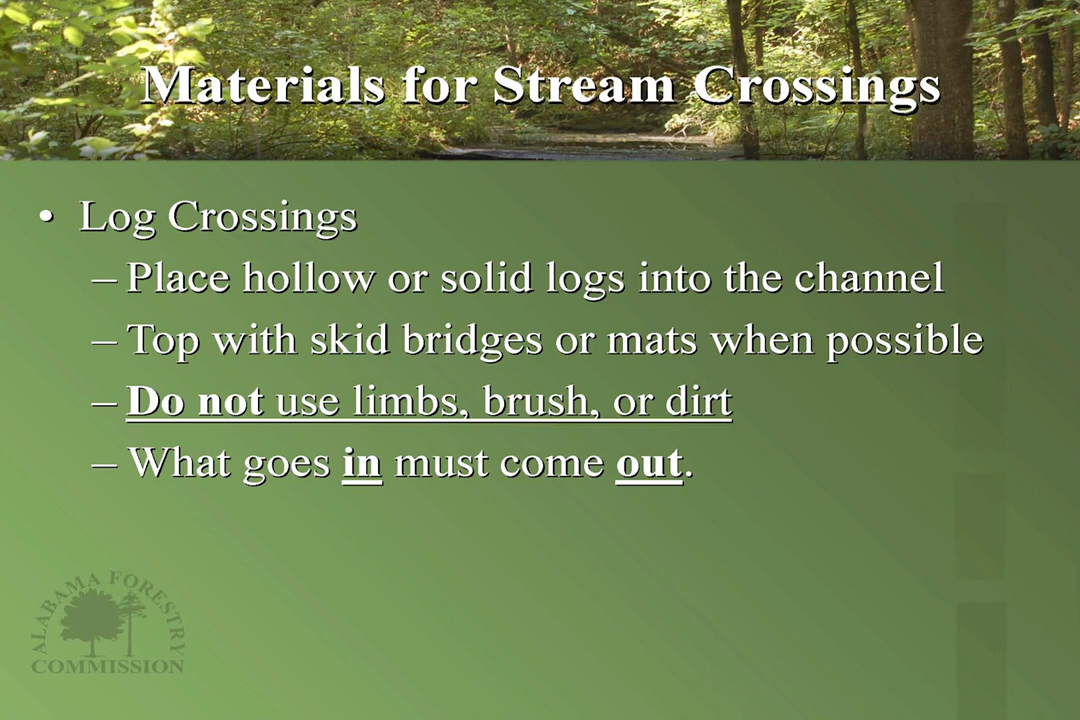 Materials for Stream Crossings
• Log Crossings
– Place hollow or solid logs into the channel
– Top with skid bridges or mats when possible
– Do not use limbs, brush, or dirt
– What goes in must come out.
ALABAMA FORESTRY
COMMISSION